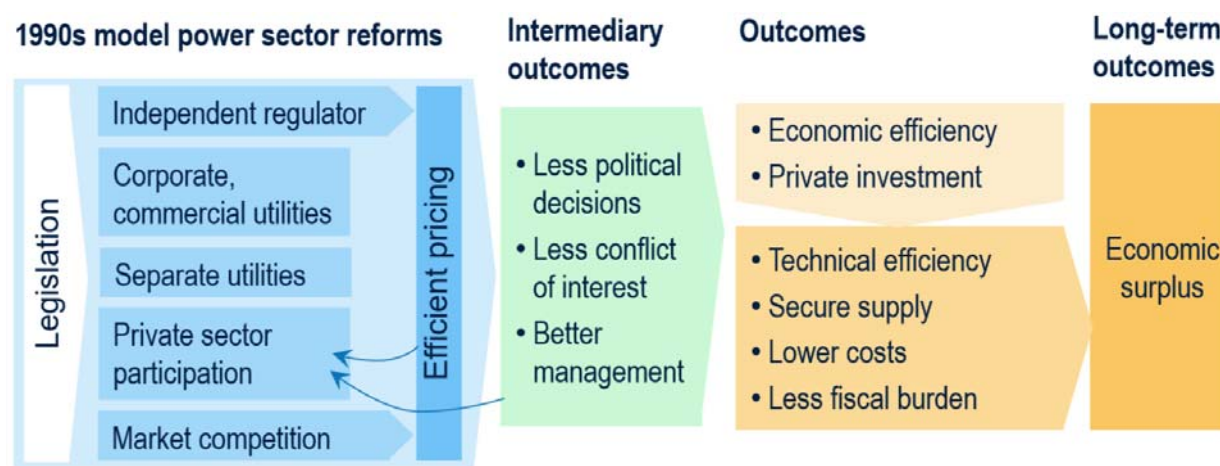 1990s model power sector reforms
Legislation
Independent regulator
Corporate,
commercial utilities
Separate utilities
Private sector
participation
Market competition
Efficient pricing
Intermediary
outcomes
• Less political
decisions
• Less conflict
of interest
• Better
management
Outcomes
• Economic efficiency
• Private investment
• Technical efficiency
• Secure supply
• Lower costs
• Less fiscal burden
Long-term
outcomes
Economic
surplus